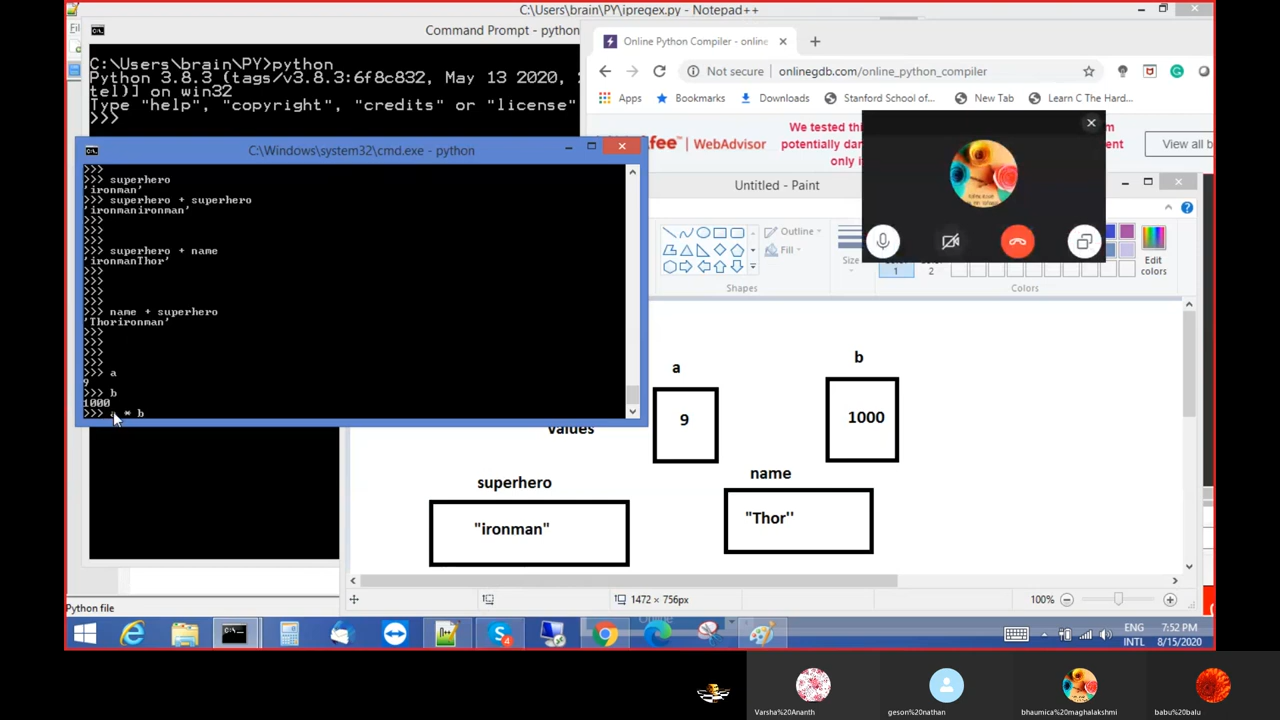 C:\Users\brain\PY\ipregex.py - Notepad++
Command Prompt - python
C:\Users\brain\PY>python
Python 3.8.3 (tags/v3.8.3:6f8c832, May 13 2020,
tel)] on win32
Type "help", "copyright", "credits" or "license"
>>>
Online Python Compiler - online
Not secure
onlinegdb.com/online_python_compiler
Apps
Bookmarks
Downloads
Stanford School of...
New Tab
Learn C The Hard...
We tested thi
potentially dan
only i
WebAdvisor
View all b
C:\Windows\system32\cmd.exe - python
>>>
>>> superhero
'ironman'
>>> superhero + superhero
'ironmanironman'
>>>
>>>
>>> superhero + name
'ironmanThor'
>>>
>>>
>>>
>>>
>>> name + superhero
'Thorironman'
>>>
>>>
>>>
>>>
>>> a
9
>>> b
1000
>>> a * b
Untitled - Paint
Outline
Fill
Shapes
Size
1
2
Edit
colors
Colors
a
b
values
9
1000
superhero
name
"ironman"
"Thor''
1472 × 756px
100%
Python file
ENG
INTL
7:52 PM
8/15/2020
Varsha%20Ananth
geson%20nathan
bhaumica%20maghalakshmi
babu%20balu